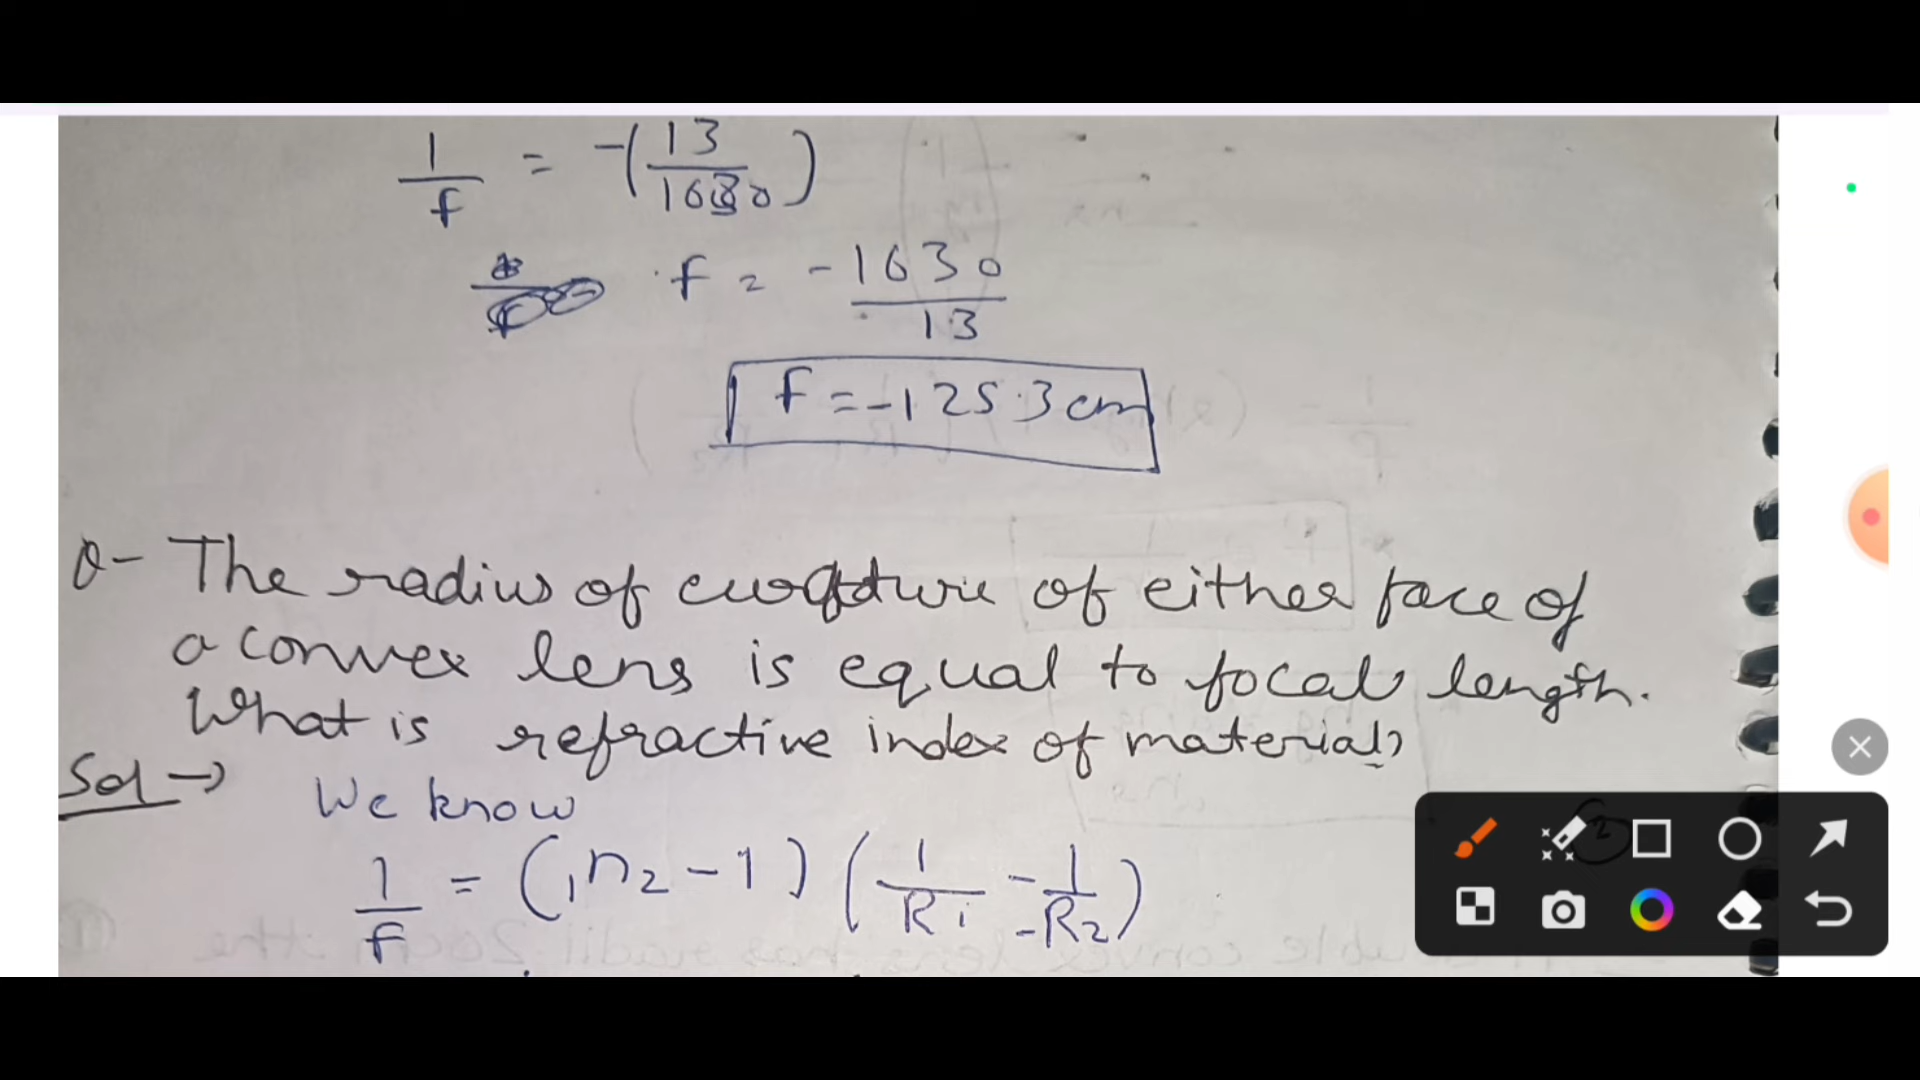 1/f = -(13/1630)
f = -1630/13
f = -125.3 cm
Q- The radius of curvature of either face of
a convex lens is equal to focal length.
What is refractive index of material?
Sol →
We know
1/f = (₁n₂ - 1) (1/R₁ - 1/-R₂)